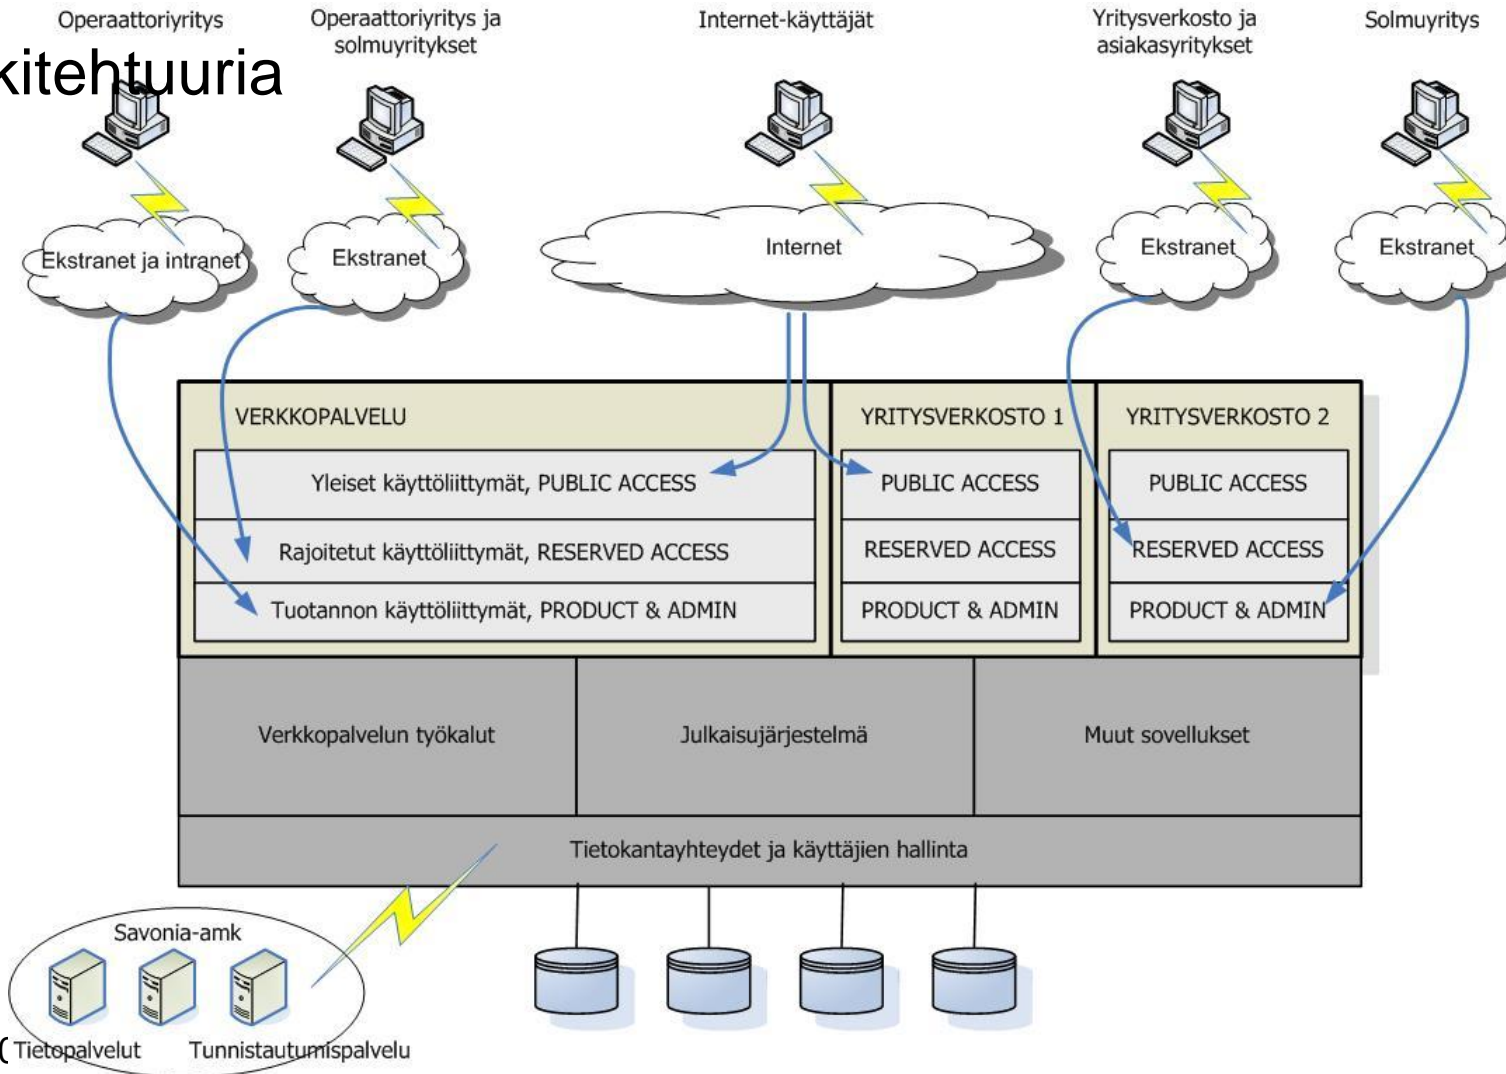 Operaattoriyritys
Operaattoriyritys ja
solmuyritykset
Internet-käyttäjät
Yritysverkosto ja
asiakasyritykset
Solmuyritys
kitehtuuria
Ekstranet ja intranet
Ekstranet
Internet
Ekstranet
Ekstranet
VERKKOPALVELU
Yleiset käyttöliittymät, PUBLIC ACCESS
Rajoitetut käyttöliittymät, RESERVED ACCESS
Tuotannon käyttöliittymät, PRODUCT & ADMIN
YRITYSVERKOSTO 1
PUBLIC ACCESS
RESERVED ACCESS
PRODUCT & ADMIN
YRITYSVERKOSTO 2
PUBLIC ACCESS
RESERVED ACCESS
PRODUCT & ADMIN
Verkkopalvelun työkalut
Julkaisujärjestelmä
Muut sovellukset
Tietokantayhteydet ja käyttäjien hallinta
Savonia-amk
Tietopalvelut
Tunnistautumispalvelu